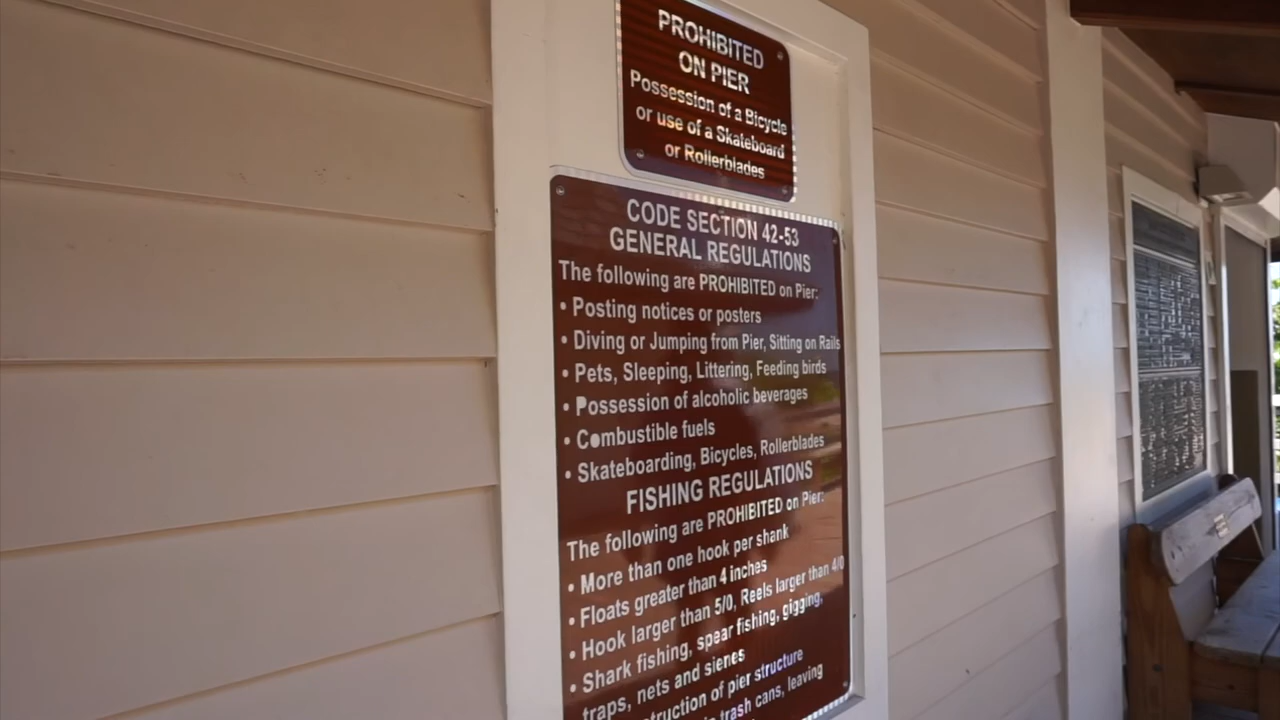 PROHIBITED
ON PIER
Possession of a Bicycle
or use of a Skateboard
or Rollerblades
CODE SECTION 42-53
GENERAL REGULATIONS
The following are PROHIBITED on Pier:
• Posting notices or posters
• Diving or Jumping from Pier, Sitting on Rails
• Pets, Sleeping, Littering, Feeding birds
• Possession of alcoholic beverages
• Combustible fuels
• Skateboarding, Bicycles, Rollerblades
FISHING REGULATIONS
The following are PROHIBITED on Pier:
• More than one hook per shank
• Floats greater than 4 inches
• Hook larger than 5/0, Reels larger than 4/0
• Shark fishing, spear fishing, gigging,
traps, nets and sienes
of pier structure
trash cans, leaving